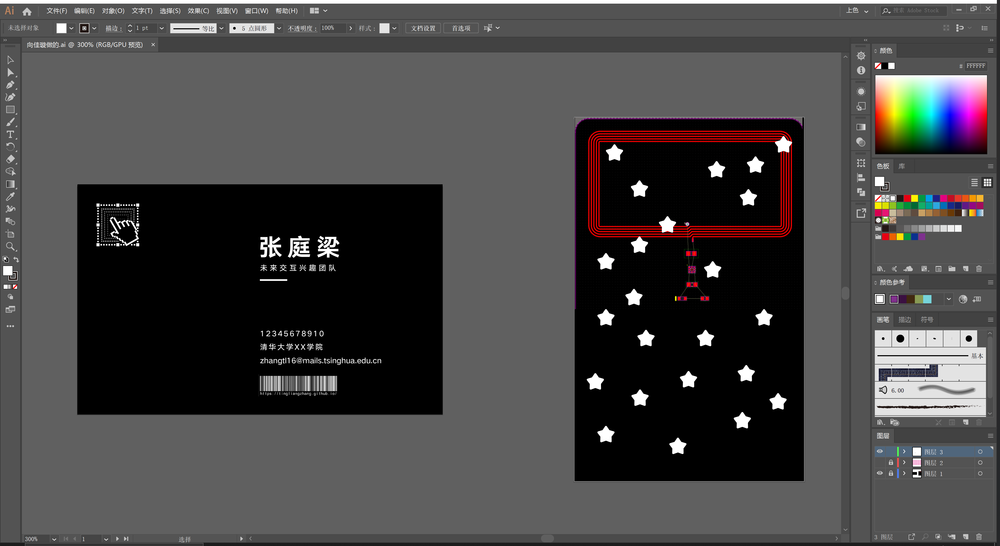 Ai 文件(F) 编辑(E) 对象(O) 文字(T) 选择(S) 效果(C) 视图(V) 窗口(W) 帮助(H) 上色 搜索 Adobe Stock
未选择对象 描边： 1 pt 等比 5 点圆形 不透明度： 100% 样式： 文档设置 首选项
向佳璇做的.ai @ 300% (RGB/GPU 预览) ×
颜色
# FFFFFF
色板 库
颜色参考
画笔 描边 符号
基本
6.00
图层
图层 3
图层 2
图层 1
3 图层
张庭梁
未来交互兴趣团队
12345678910
清华大学XX学院
zhangtl16@mails.tsinghua.edu.cn
https://tingliangzhang.github.io/
300% 1 选择